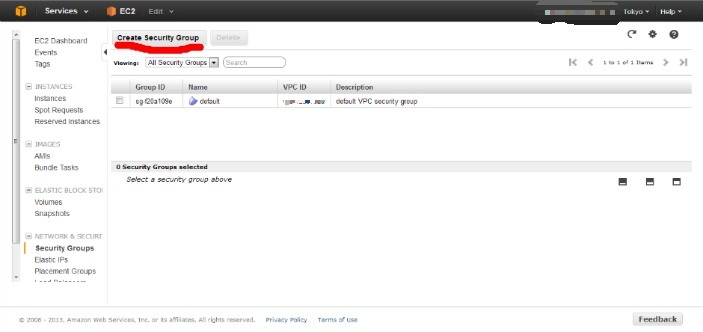 Services EC2 Edit Tokyo Help
EC2 Dashboard
Events
Tags
INSTANCES
Instances
Spot Requests
Reserved Instances
IMAGES
AMIs
Bundle Tasks
ELASTIC BLOCK STO
Volumes
Snapshots
NETWORK & SECURI
Security Groups
Elastic IPs
Placement Groups
Load Balancers
Create Security Group Delete
Viewing: All Security Groups Search 1 to 1 of 1 Items
Group ID Name VPC ID Description
sg-f20a109e default default VPC security group
0 Security Groups selected
Select a security group above
© 2008 - 2013, Amazon Web Services, Inc. or its affiliates. All rights reserved. Privacy Policy Terms of Use Feedback